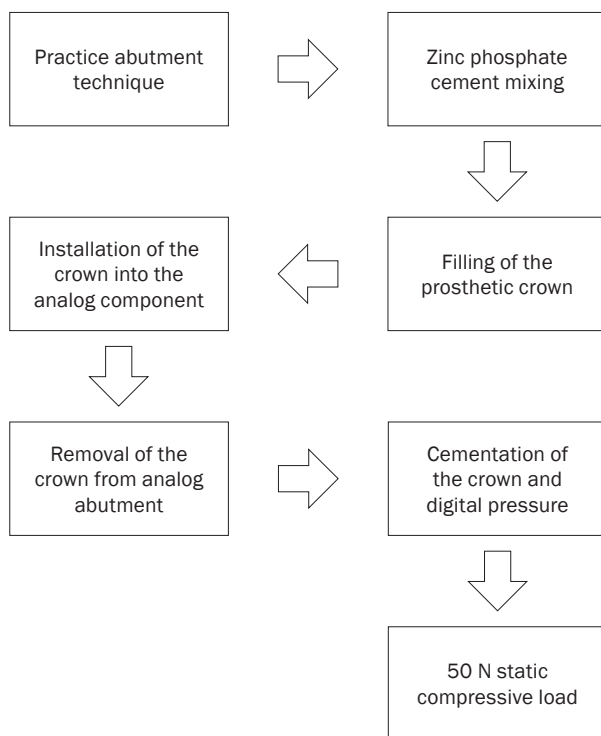 Practice abutment
technique
Zinc phosphate
cement mixing
Filling of the
prosthetic crown
Installation of the
crown into the
analog component
Removal of the
crown from analog
abutment
Cementation of
the crown and
digital pressure
50 N static
compressive load